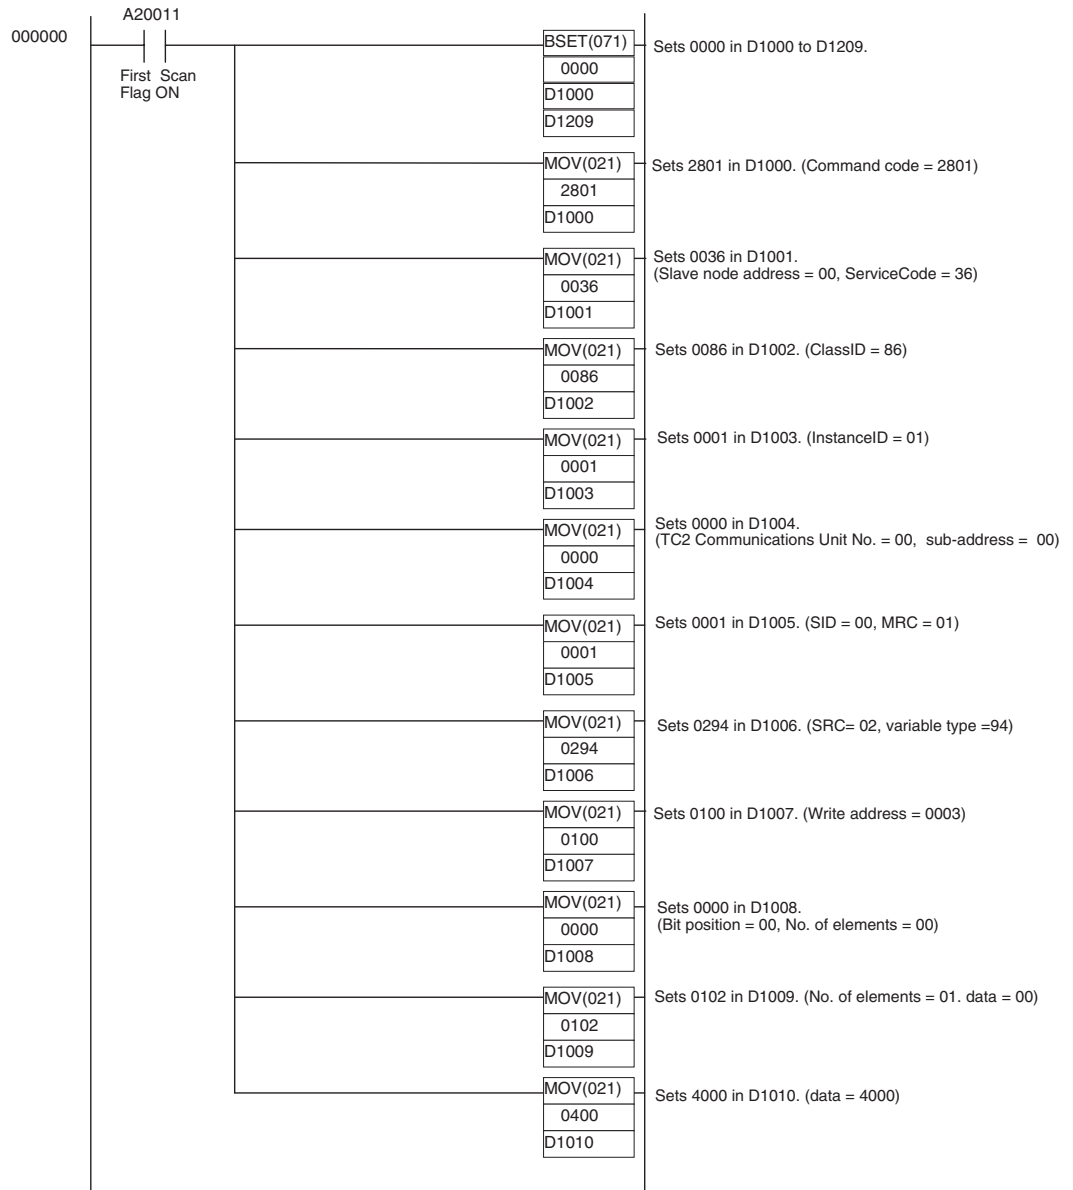 A20011
000000
First Scan
Flag ON
BSET(071)
0000
D1000
D1209
Sets 0000 in D1000 to D1209.
MOV(021)
2801
D1000
Sets 2801 in D1000. (Command code = 2801)
MOV(021)
0036
D1001
Sets 0036 in D1001.
(Slave node address = 00, ServiceCode = 36)
MOV(021)
0086
D1002
Sets 0086 in D1002. (ClassID = 86)
MOV(021)
0001
D1003
Sets 0001 in D1003. (InstanceID = 01)
MOV(021)
0000
D1004
Sets 0000 in D1004.
(TC2 Communications Unit No. = 00, sub-address = 00)
MOV(021)
0001
D1005
Sets 0001 in D1005. (SID = 00, MRC = 01)
MOV(021)
0294
D1006
Sets 0294 in D1006. (SRC= 02, variable type =94)
MOV(021)
0100
D1007
Sets 0100 in D1007. (Write address = 0003)
MOV(021)
0000
D1008
Sets 0000 in D1008.
(Bit position = 00, No. of elements = 00)
MOV(021)
0102
D1009
Sets 0102 in D1009. (No. of elements = 01. data = 00)
MOV(021)
0400
D1010
Sets 4000 in D1010. (data = 4000)